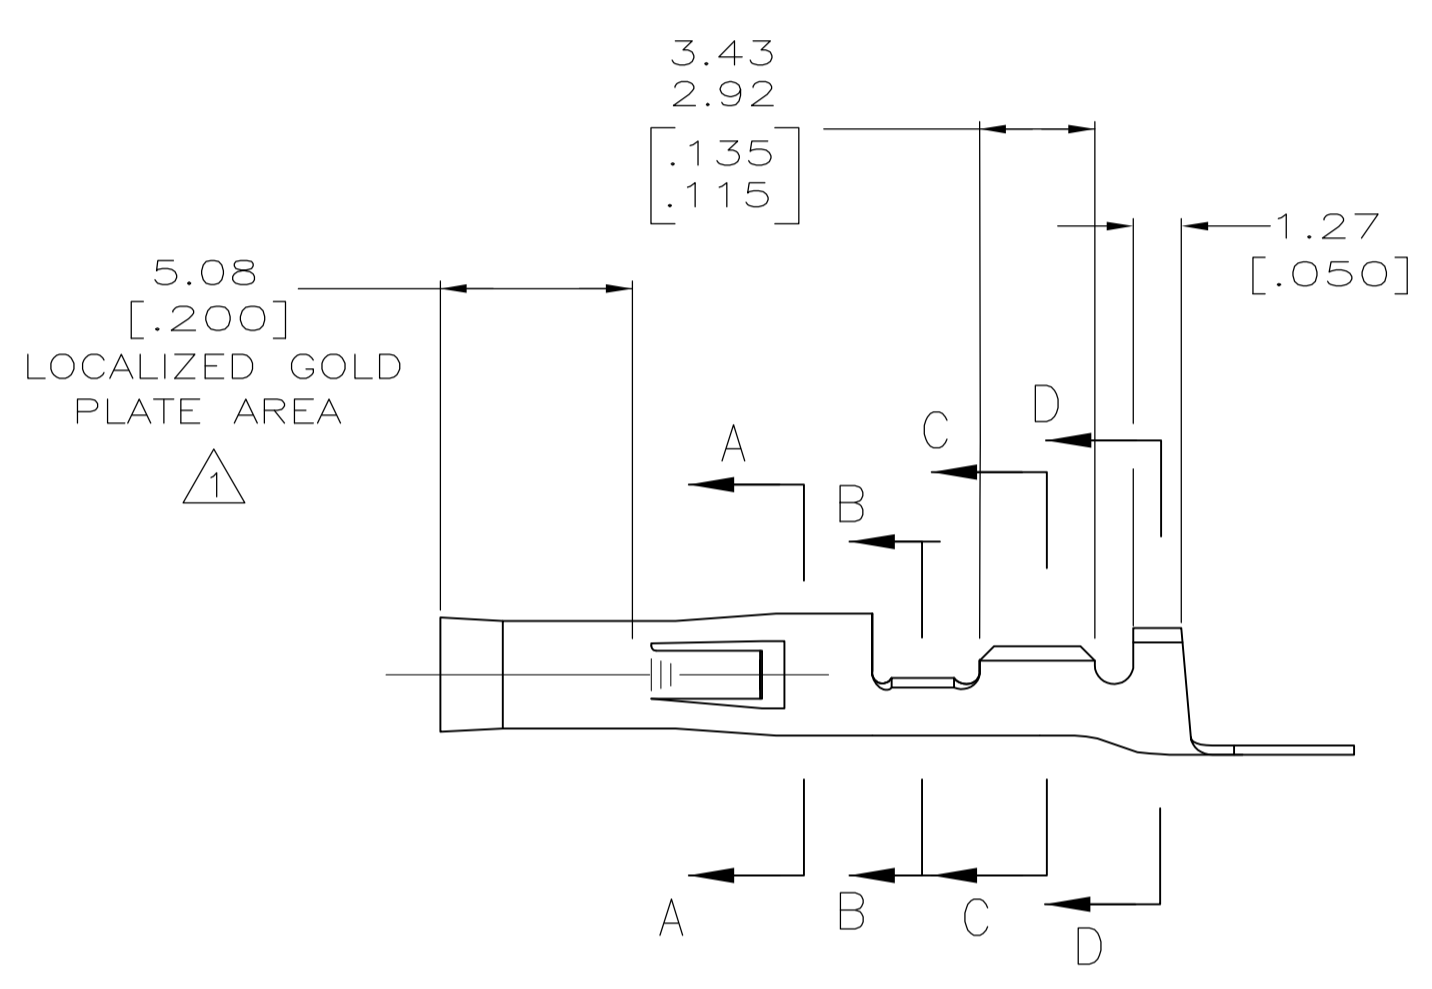 3.43
2.92
[.135
.115]
1.27
[.050]
5.08
[.200]
LOCALIZED GOLD
PLATE AREA
1
A
B
C
D
A
B
C
D